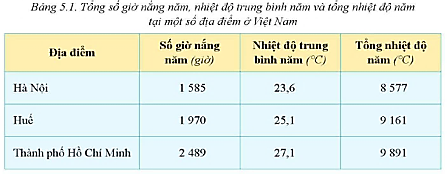 Bảng 5.1. Tổng số giờ nắng năm, nhiệt độ trung bình năm và tổng nhiệt độ năm
tại một số địa điểm ở Việt Nam
Địa điểm Số giờ nắng năm (giờ) Nhiệt độ trung bình năm (°C) Tổng nhiệt độ năm (°C)
Hà Nội 1 585 23,6 8 577
Huế 1 970 25,1 9 161
Thành phố Hồ Chí Minh 2 489 27,1 9 891